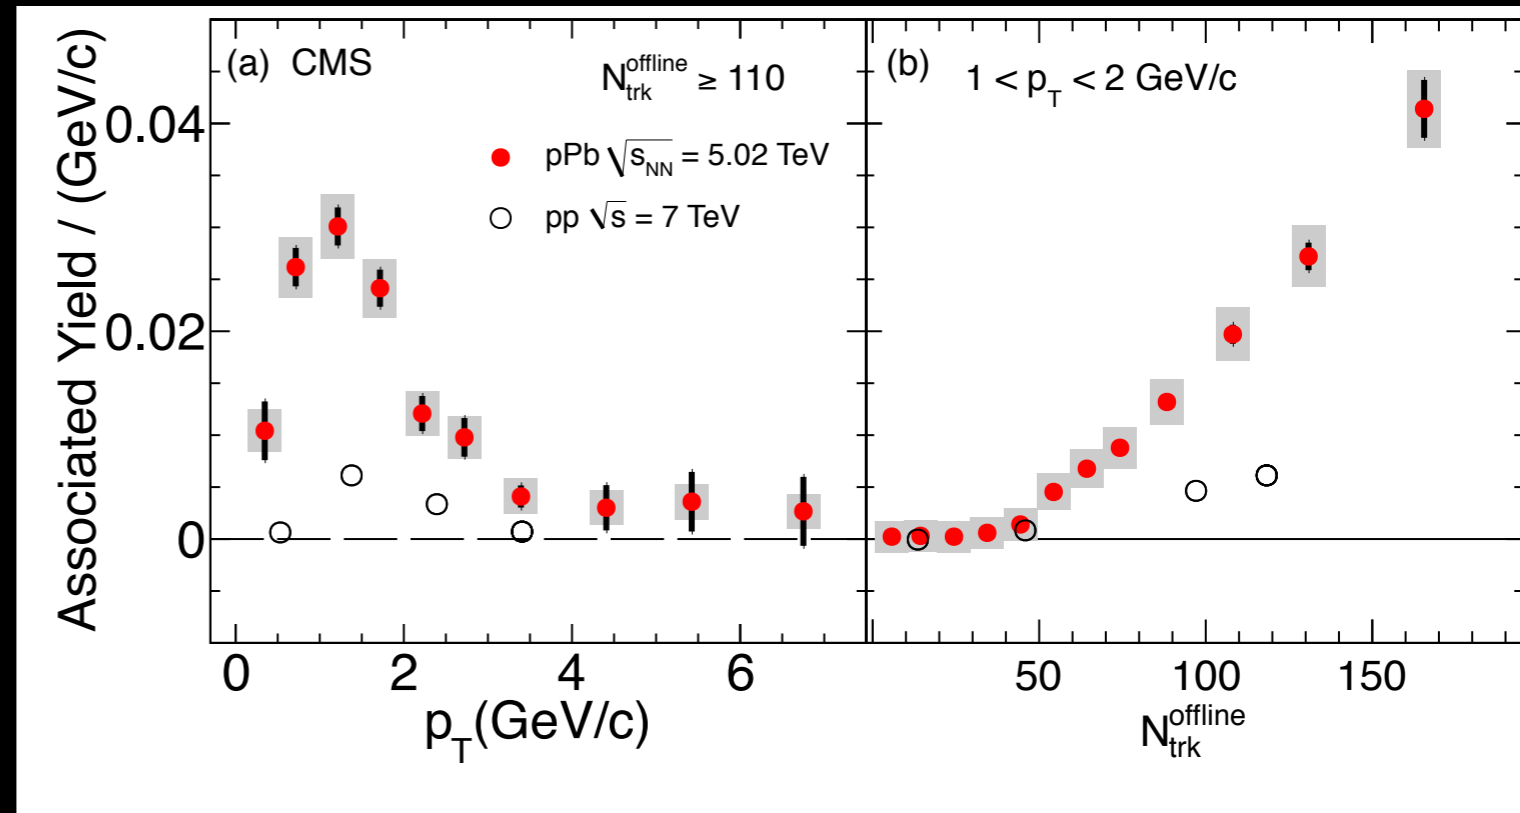 (a) CMS
N_trk^offline ≥ 110
pPb √s_NN = 5.02 TeV
pp √s = 7 TeV
(b) 1 < p_T < 2 GeV/c
Associated Yield / (GeV/c)
0.04
0.02
0
0 2 4 6
p_T(GeV/c)
50 100 150
N_trk^offline